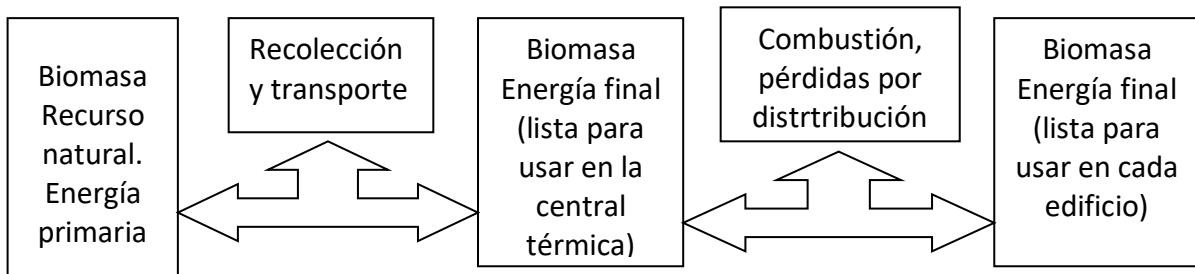 Biomasa
Recurso
natural.
Energía
primaria
Recolección
y transporte
Biomasa
Energía final
(lista para
usar en la
central
térmica)
Combustión,
pérdidas por
distrtribución
Biomasa
Energía final
(lista para
usar en cada
edificio)